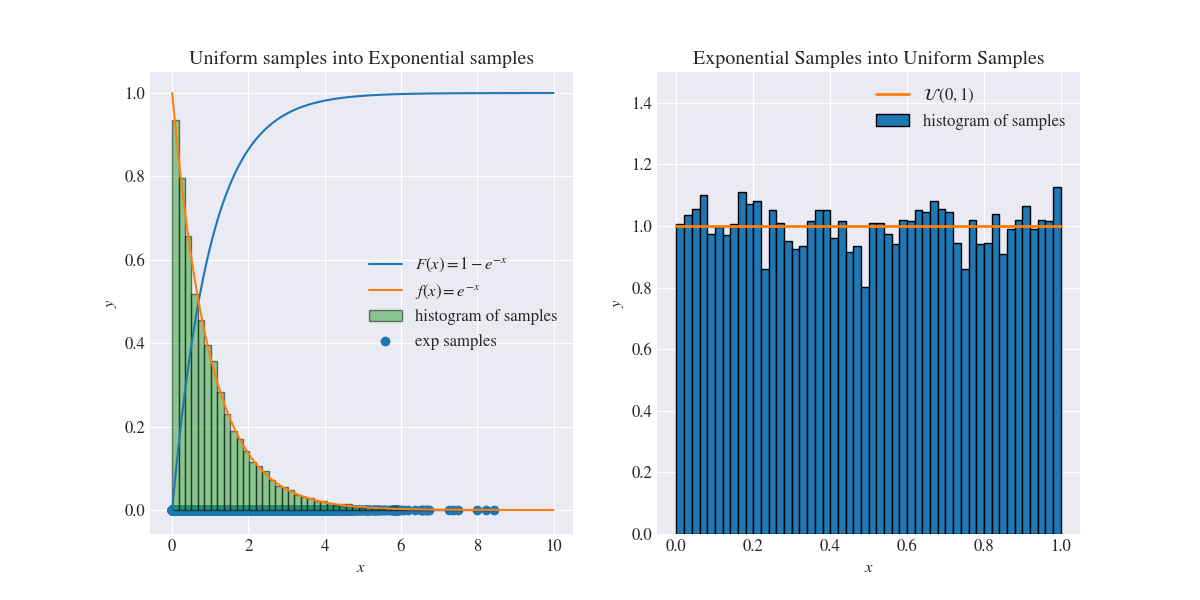 Uniform samples into Exponential samples
1.0
0.8
0.6
0.4
0.2
0.0
y
0
2
4
6
8
10
x
F(x) = 1 − e^{−x}
f(x) = e^{−x}
histogram of samples
exp samples
Exponential Samples into Uniform Samples
1.4
1.2
1.0
0.8
0.6
0.4
0.2
0.0
y
0.0
0.2
0.4
0.6
0.8
1.0
x
𝒰(0, 1)
histogram of samples